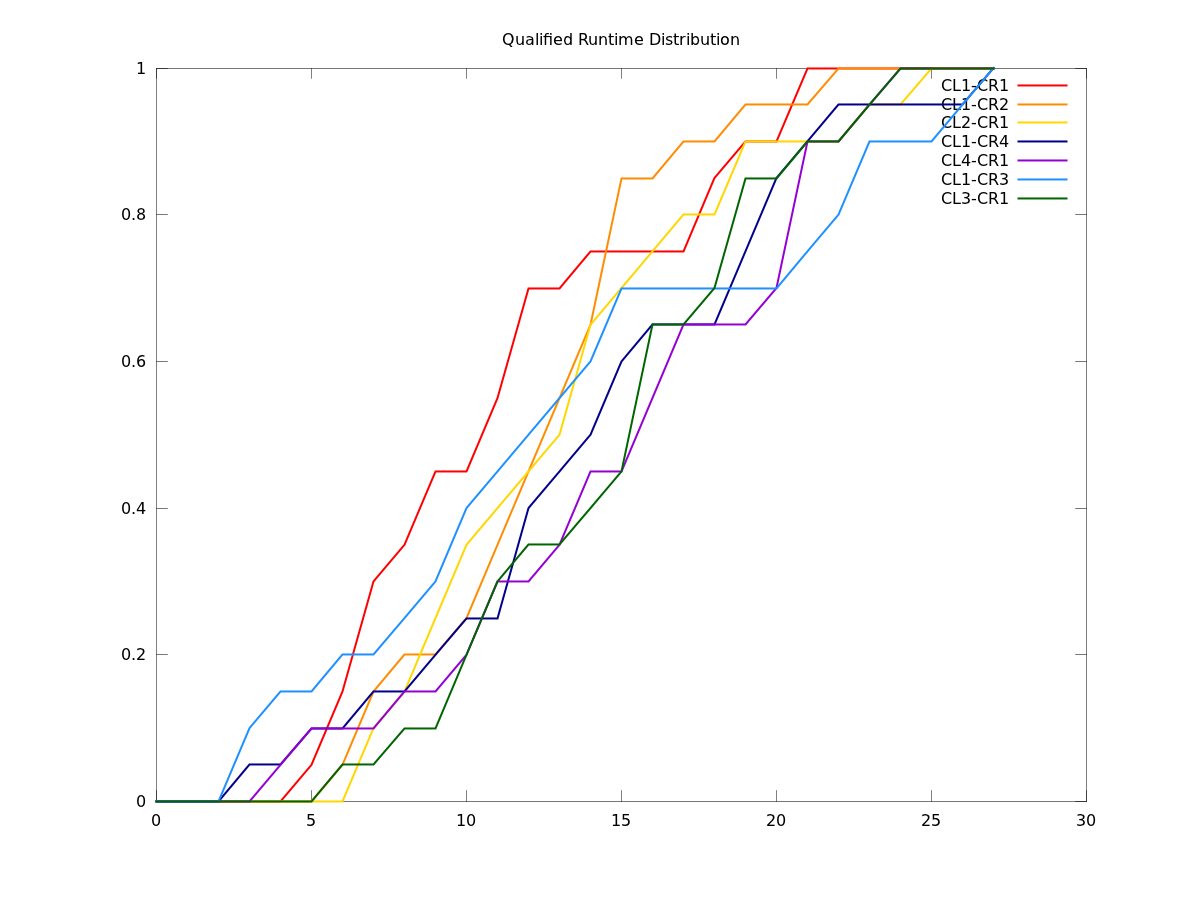 Qualified Runtime Distribution
1
CL1-CR1
CL1-CR2
CL2-CR1
CL1-CR4
CL4-CR1
CL1-CR3
CL3-CR1
0.8
0.6
0.4
0.2
0
0 5 10 15 20 25 30